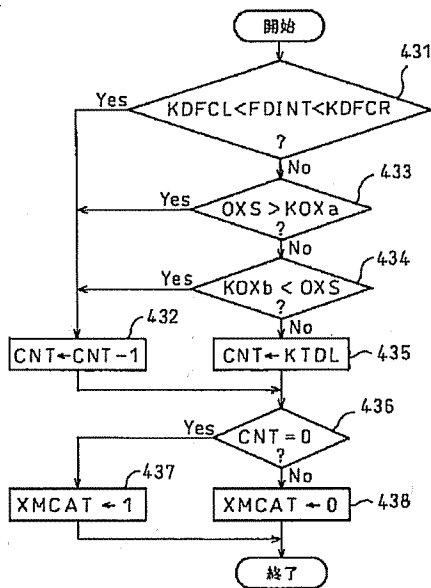 開始
431
KDFCL<FDINT<KDFCR
?
Yes
No
433
OXS>KOXa
?
Yes
No
434
KOXb<OXS
?
Yes
No
432
CNT←CNT-1
CNT←KTDL
435
436
CNT=0
?
Yes
No
437
XMCAT←1
XMCAT←0
438
終了